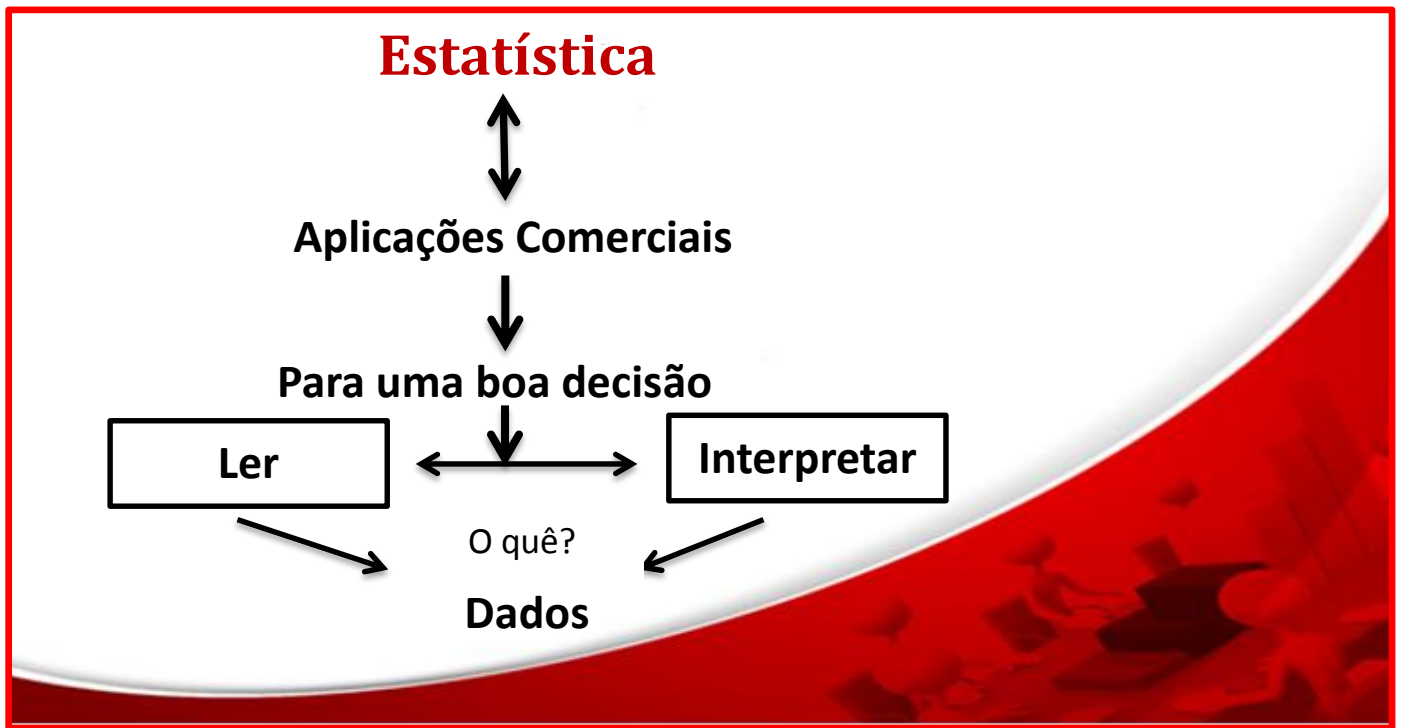 Estatística
Aplicações Comerciais
Para uma boa decisão
Ler
Interpretar
O quê?
Dados